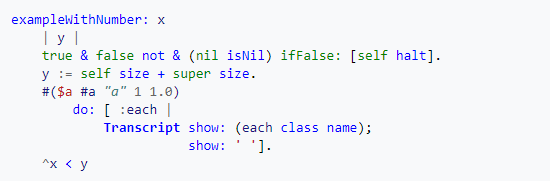 exampleWithNumber: x
| y |
true & false not & (nil isNil) ifFalse: [self halt].
y := self size + super size.
#($a #a "a" 1 1.0)
do: [ :each |
Transcript show: (each class name);
show: ' '].
^x < y